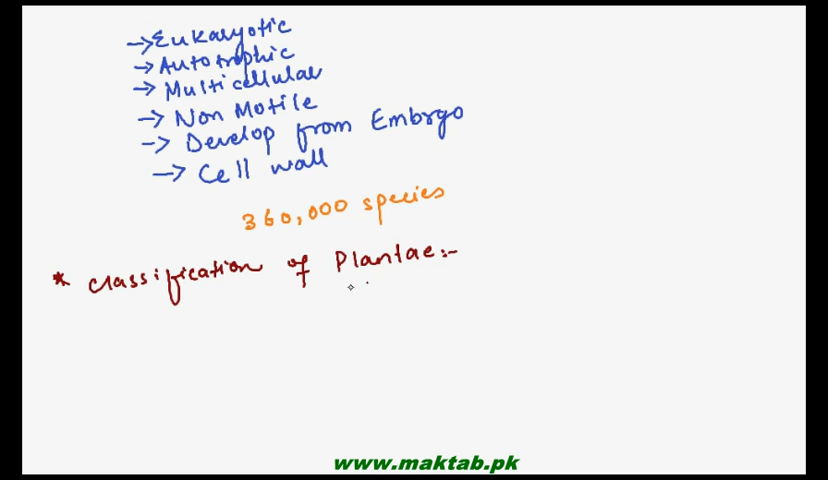 →Eukaryotic
→Autotrophic
→Multicellular
→Non Motile
→Develop from Embryo
→Cell wall
360,000 species
* Classification of Plantae:-
www.maktab.pk